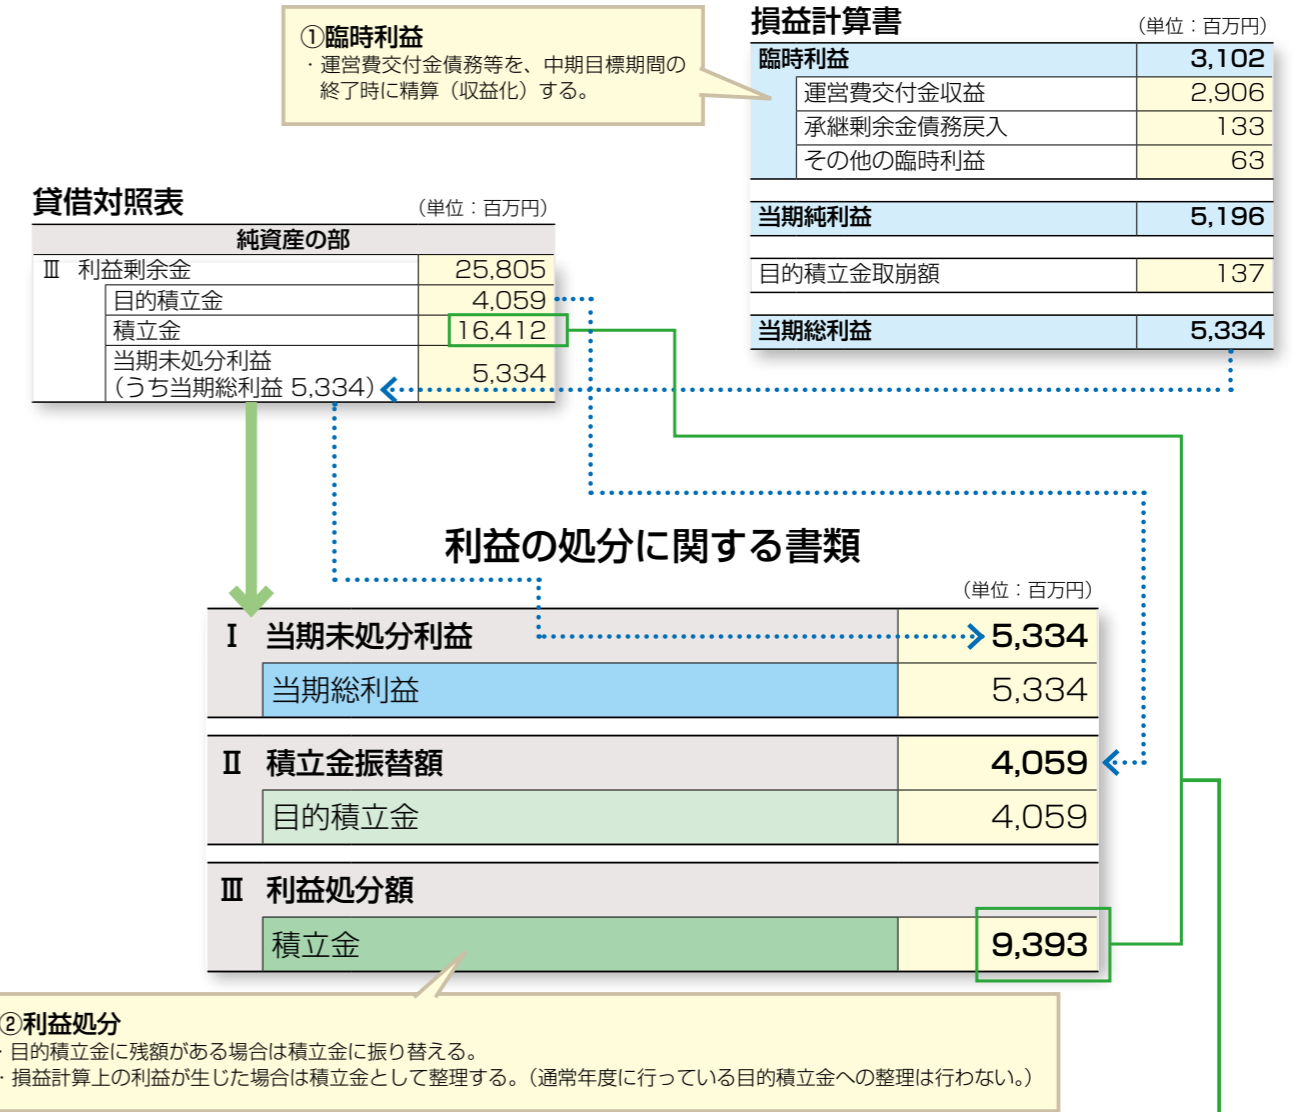 ①臨時利益
・運営費交付金債務等を、中期目標期間の
終了時に精算（収益化）する。
損益計算書 （単位：百万円）
臨時利益 3,102
運営費交付金収益 2,906
承継剰余金債務戻入 133
その他の臨時利益 63
当期純利益 5,196
目的積立金取崩額 137
当期総利益 5,334
貸借対照表 （単位：百万円）
純資産の部
Ⅲ 利益剰余金 25,805
目的積立金 4,059
積立金 16,412
当期未処分利益
（うち当期総利益 5,334） 5,334
利益の処分に関する書類
（単位：百万円）
Ⅰ 当期未処分利益 5,334
当期総利益 5,334
Ⅱ 積立金振替額 4,059
目的積立金 4,059
Ⅲ 利益処分額
積立金 9,393
②利益処分
・目的積立金に残額がある場合は積立金に振り替える。
・損益計算上の利益が生じた場合は積立金として整理する。（通常年度に行っている目的積立金への整理は行わない。）